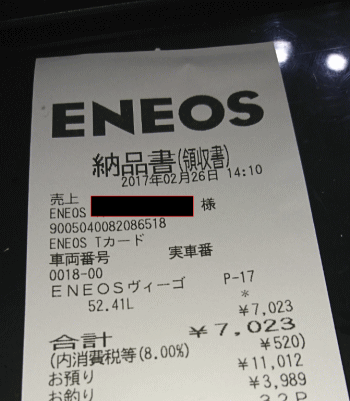 ENEOS
納品書(領収書)
2017年02月26日 14:10
売上
ENEOS 様
9005040082086518
ENEOS Tカード
車両番号 実車番
0018-00
ENEOSヴィーゴ P-17
52.41L *
¥7,023
合計 ¥7,023
(内消費税等(8.00%) ¥520)
お預り ¥11,012
お釣り ¥3,989
32P